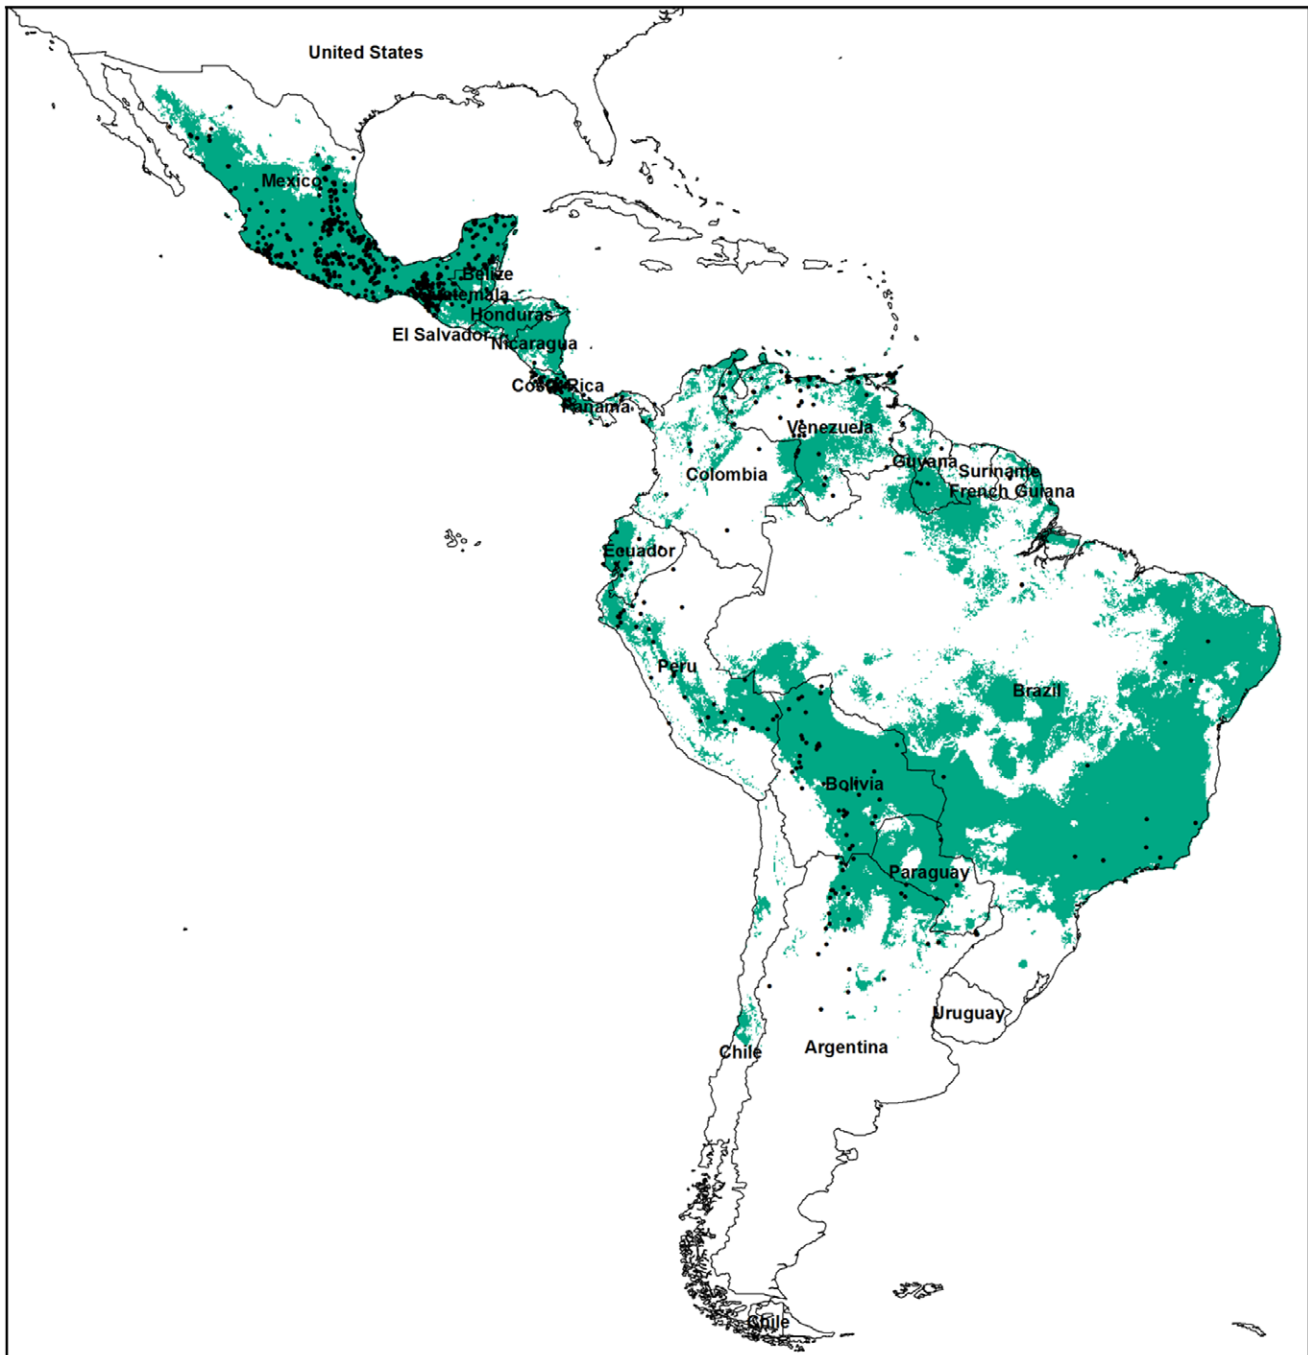 United States
Mexico
Belize
Guatemala
Honduras
El Salvador
Nicaragua
Costa Rica
Panama
Venezuela
Guyana
Suriname
Colombia
French Guiana
Ecuador
Peru
Brazil
Bolivia
Paraguay
Uruguay
Argentina
Chile
Chile